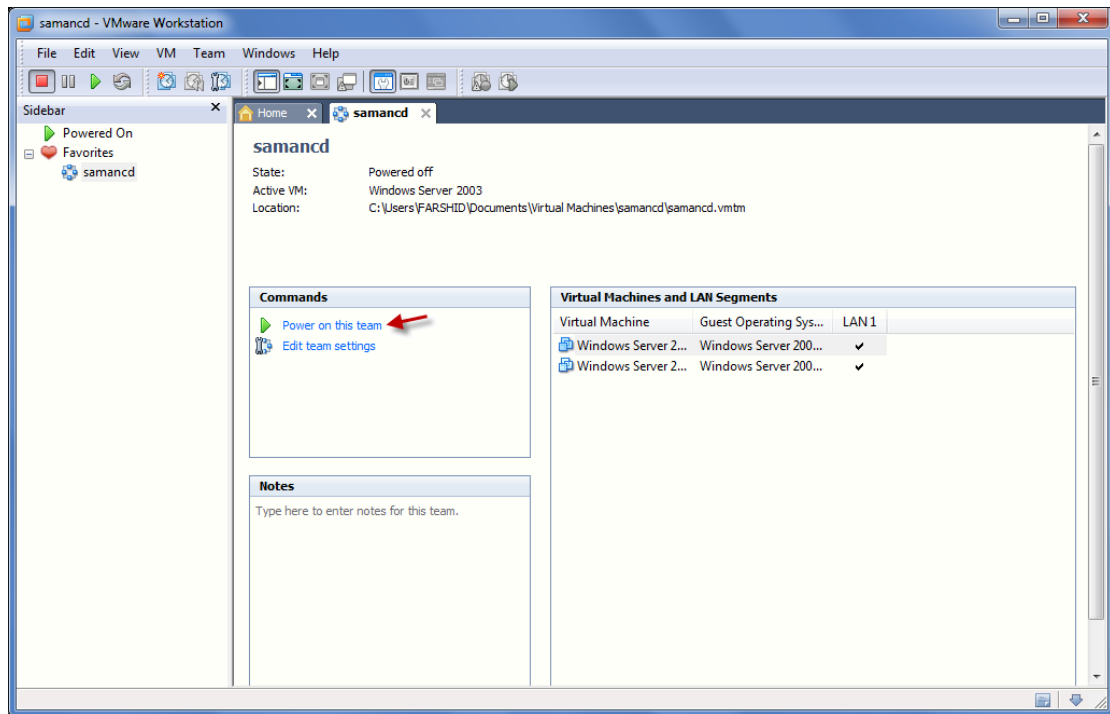 samancd - VMware Workstation
File Edit View VM Team Windows Help
Sidebar
Home samancd
Powered On
Favorites
samancd
samancd
State: Powered off
Active VM: Windows Server 2003
Location: C:\Users\FARSHID\Documents\Virtual Machines\samancd\samancd.vmtm
Commands
Power on this team
Edit team settings
Virtual Machines and LAN Segments
Virtual Machine Guest Operating Sys... LAN 1
Windows Server 2... Windows Server 200...
Windows Server 2... Windows Server 200...
Notes
Type here to enter notes for this team.